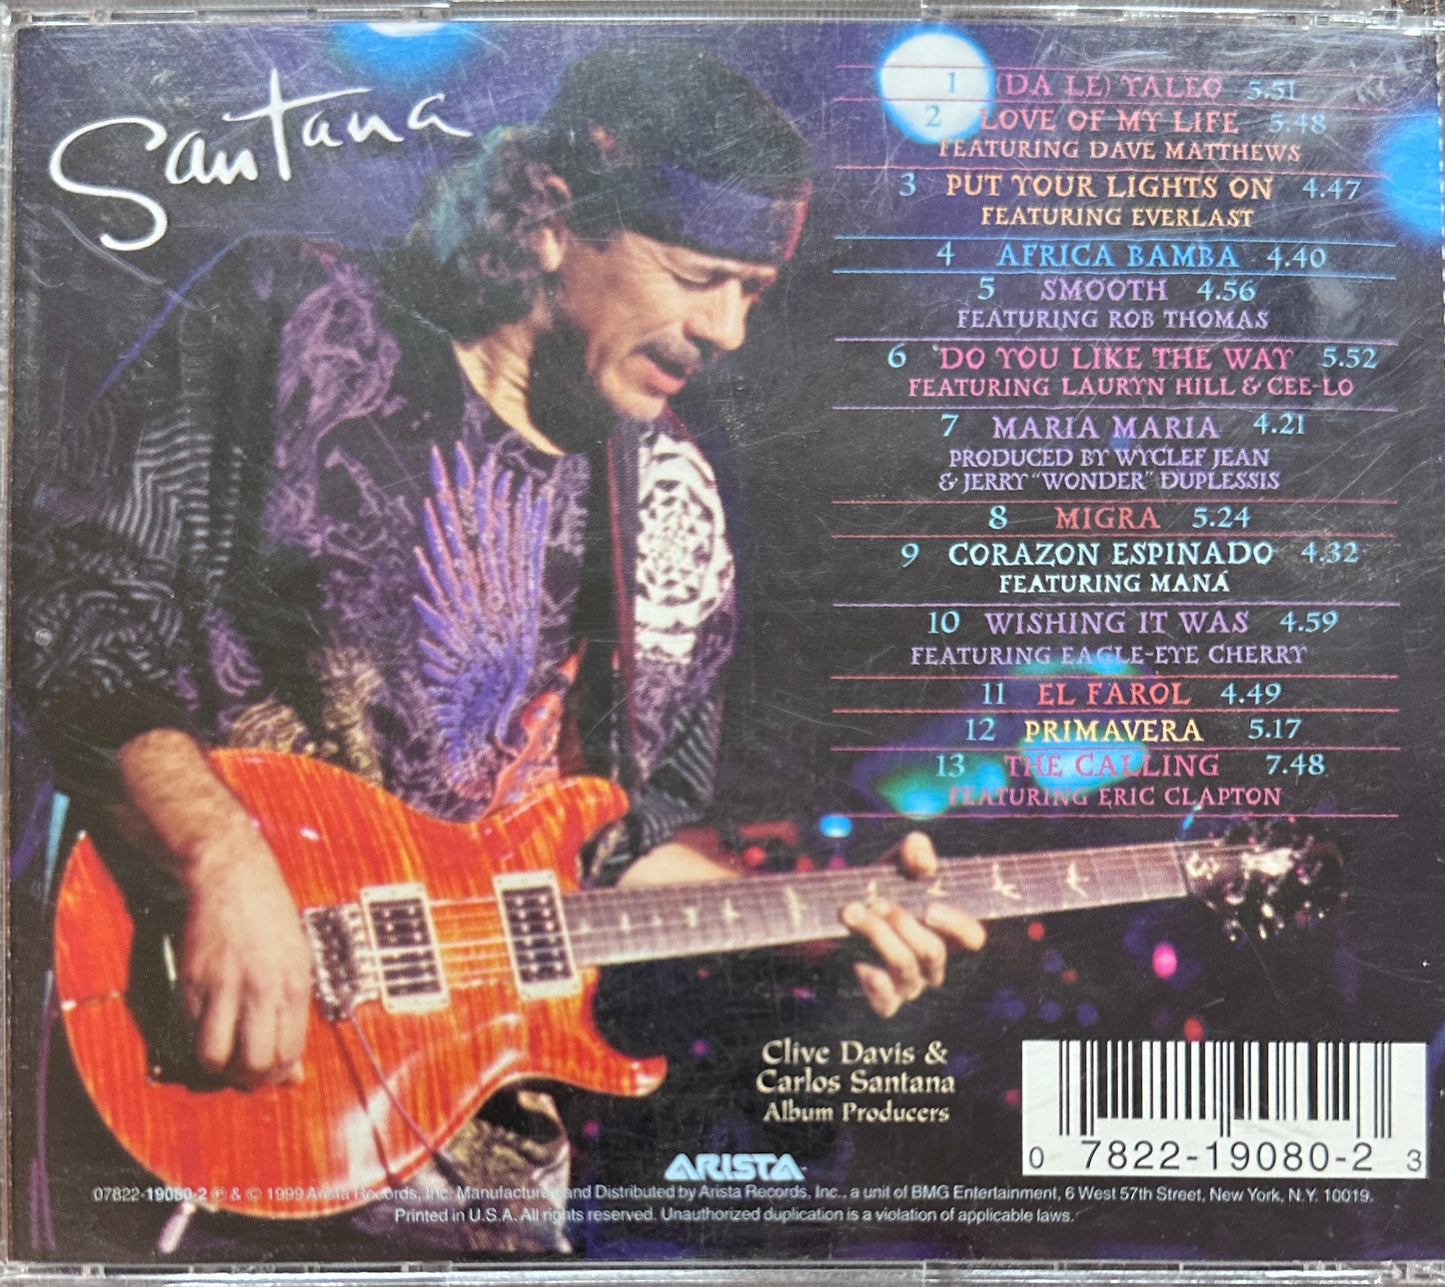 Santana
1 (DA LE) YALEO 5.51
2 LOVE OF MY LIFE 5.48
FEATURING DAVE MATTHEWS
3 PUT YOUR LIGHTS ON 4.47
FEATURING EVERLAST
4 AFRICA BAMBA 4.40
5 SMOOTH 4.56
FEATURING ROB THOMAS
6 DO YOU LIKE THE WAY 5.52
FEATURING LAURYN HILL & CEE-LO
7 MARIA MARIA 4.21
PRODUCED BY WYCLEF JEAN
& JERRY "WONDER" DUPLESSIS
8 MIGRA 5.24
9 CORAZON ESPINADO 4.32
FEATURING MANÁ
10 WISHING IT WAS 4.59
FEATURING EAGLE-EYE CHERRY
11 EL FAROL 4.49
12 PRIMAVERA 5.17
13 THE CALLING 7.48
FEATURING ERIC CLAPTON
Clive Davis &
Carlos Santana
Album Producers
ARISTA
0 7822-19080-2 3
07822-19080-2 ℗ & © 1999 Arista Records, Inc. Manufactured and Distributed by Arista Records, Inc., a unit of BMG Entertainment, 6 West 57th Street, New York, N.Y. 10019.
Printed in U.S.A. All rights reserved. Unauthorized duplication is a violation of applicable laws.